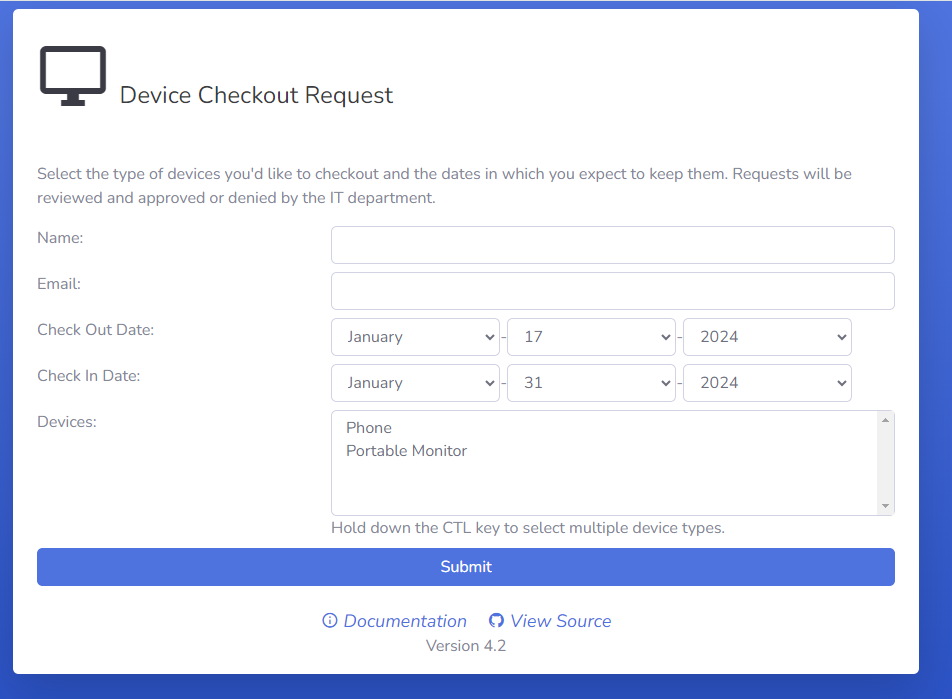 Device Checkout Request
Select the type of devices you'd like to checkout and the dates in which you expect to keep them. Requests will be
reviewed and approved or denied by the IT department.
Name:
Email:
Check Out Date:
January - 17 - 2024
Check In Date:
January - 31 - 2024
Devices:
Phone
Portable Monitor
Hold down the CTL key to select multiple device types.
Submit
Documentation View Source
Version 4.2